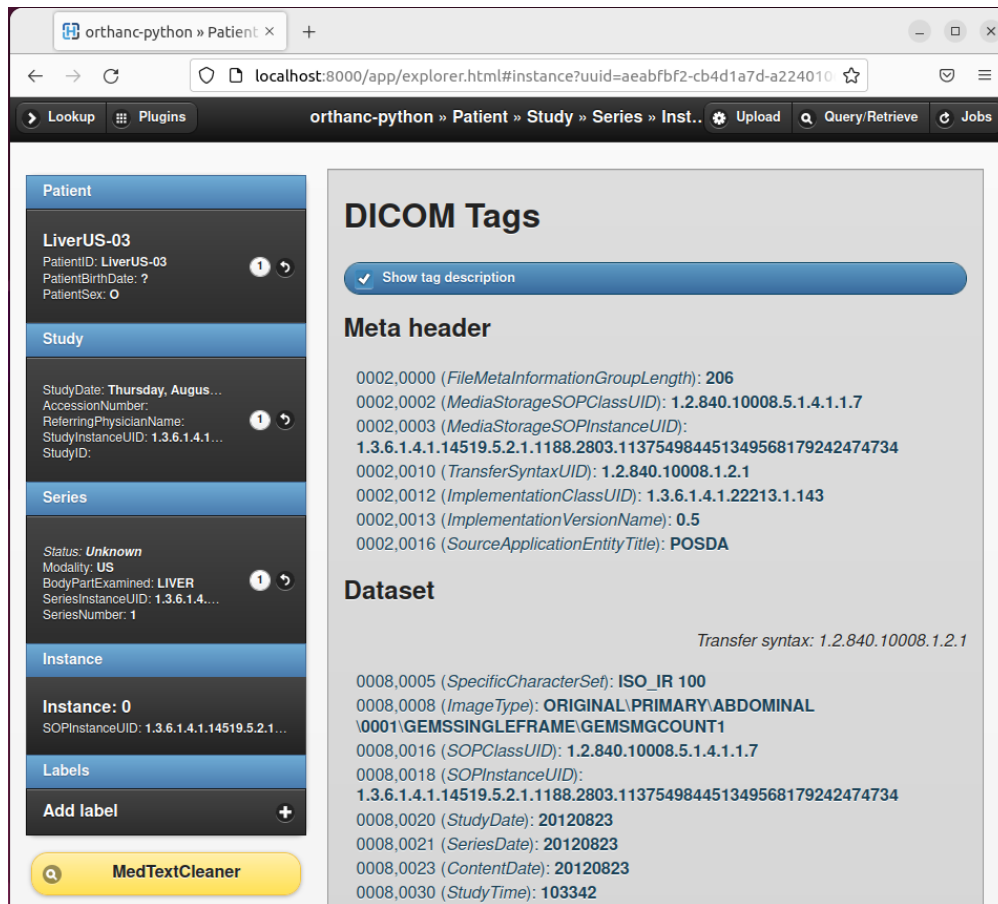 orthanc-python » Patient
localhost:8000/app/explorer.html#instance?uuid=aeabfbf2-cb4d1a7d-a224010
Lookup
Plugins
orthanc-python » Patient » Study » Series » Inst..
Upload
Query/Retrieve
Jobs
Patient
LiverUS-03
PatientID: LiverUS-03
PatientBirthDate: ?
PatientSex: O
1
Study
StudyDate: Thursday, Augus...
AccessionNumber:
ReferringPhysicianName:
StudyInstanceUID: 1.3.6.1.4.1...
StudyID:
1
Series
Status: Unknown
Modality: US
BodyPartExamined: LIVER
SeriesInstanceUID: 1.3.6.1.4....
SeriesNumber: 1
1
Instance
Instance: 0
SOPInstanceUID: 1.3.6.1.4.1.14519.5.2.1...
Labels
Add label
MedTextCleaner
DICOM Tags
Show tag description
Meta header
0002,0000 (FileMetaInformationGroupLength): 206
0002,0002 (MediaStorageSOPClassUID): 1.2.840.10008.5.1.4.1.1.7
0002,0003 (MediaStorageSOPInstanceUID):
1.3.6.1.4.1.14519.5.2.1.1188.2803.113754984451349568179242474734
0002,0010 (TransferSyntaxUID): 1.2.840.10008.1.2.1
0002,0012 (ImplementationClassUID): 1.3.6.1.4.1.22213.1.143
0002,0013 (ImplementationVersionName): 0.5
0002,0016 (SourceApplicationEntityTitle): POSDA
Dataset
Transfer syntax: 1.2.840.10008.1.2.1
0008,0005 (SpecificCharacterSet): ISO_IR 100
0008,0008 (ImageType): ORIGINAL\PRIMARY\ABDOMINAL
\0001\GEMSSINGLEFRAME\GEMSMGCOUNT1
0008,0016 (SOPClassUID): 1.2.840.10008.5.1.4.1.1.7
0008,0018 (SOPInstanceUID):
1.3.6.1.4.1.14519.5.2.1.1188.2803.113754984451349568179242474734
0008,0020 (StudyDate): 20120823
0008,0021 (SeriesDate): 20120823
0008,0023 (ContentDate): 20120823
0008,0030 (StudyTime): 103342